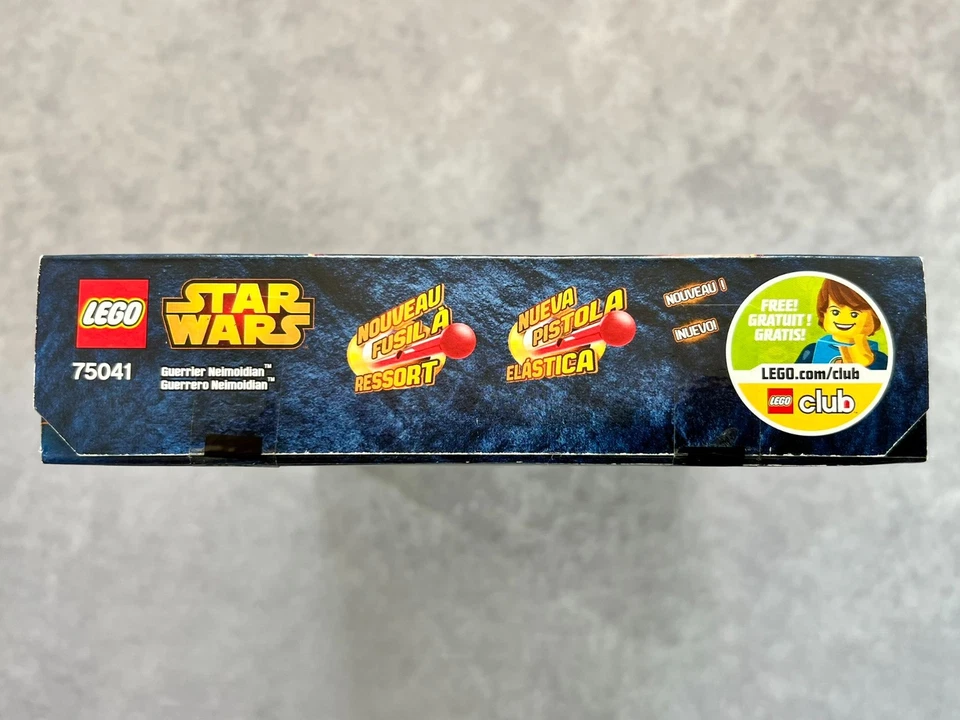 LEGO
STAR
WARS
75041
Guerrier Neimoidian™
Guerrero Neimoidian™
NOUVEAU
FUSIL À
RESSORT
NUEVA
PISTOLA
ELÁSTICA
NOUVEAU !
¡NUEVO!
FREE!
GRATUIT !
GRATIS!
LEGO.com/club
LEGO club™